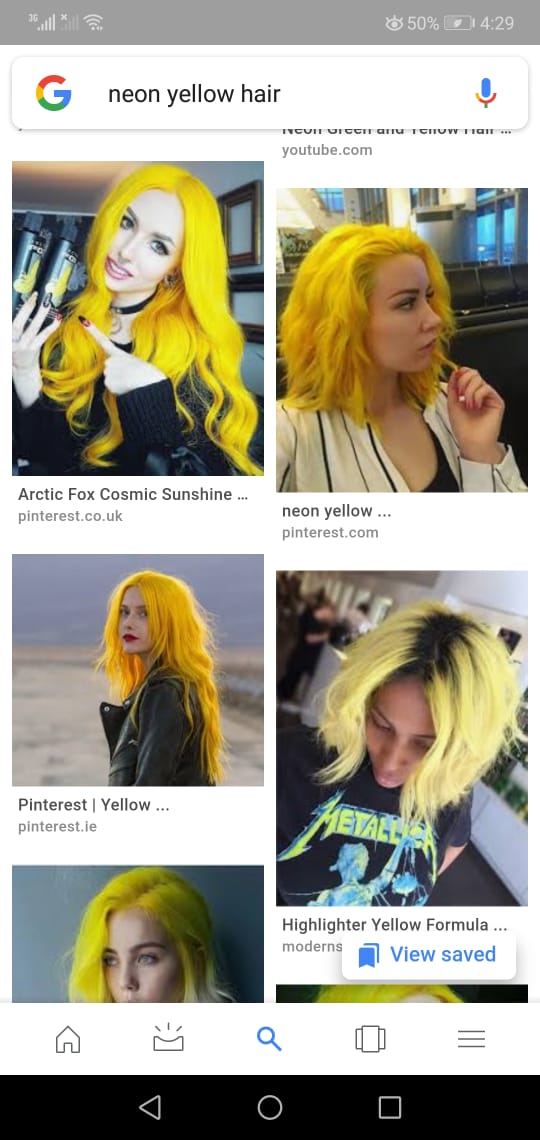 3G
50%
4:29
neon yellow hair
Neon Green and Yellow Hair ...
youtube.com
Arctic Fox Cosmic Sunshine ...
pinterest.co.uk
neon yellow ...
pinterest.com
Pinterest | Yellow ...
pinterest.ie
METALLICA
Highlighter Yellow Formula ...
moderns
View saved